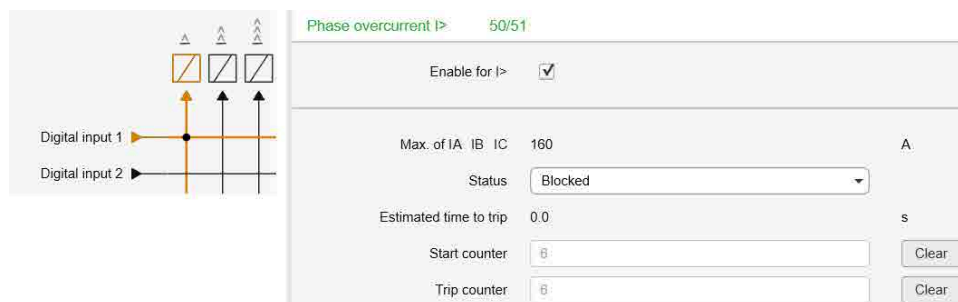 Digital input 1
Digital input 2
Phase overcurrent I> 50/51
Enable for I>
Max. of IA IB IC 160 A
Status Blocked
Estimated time to trip 0.0 s
Start counter 6 Clear
Trip counter 6 Clear